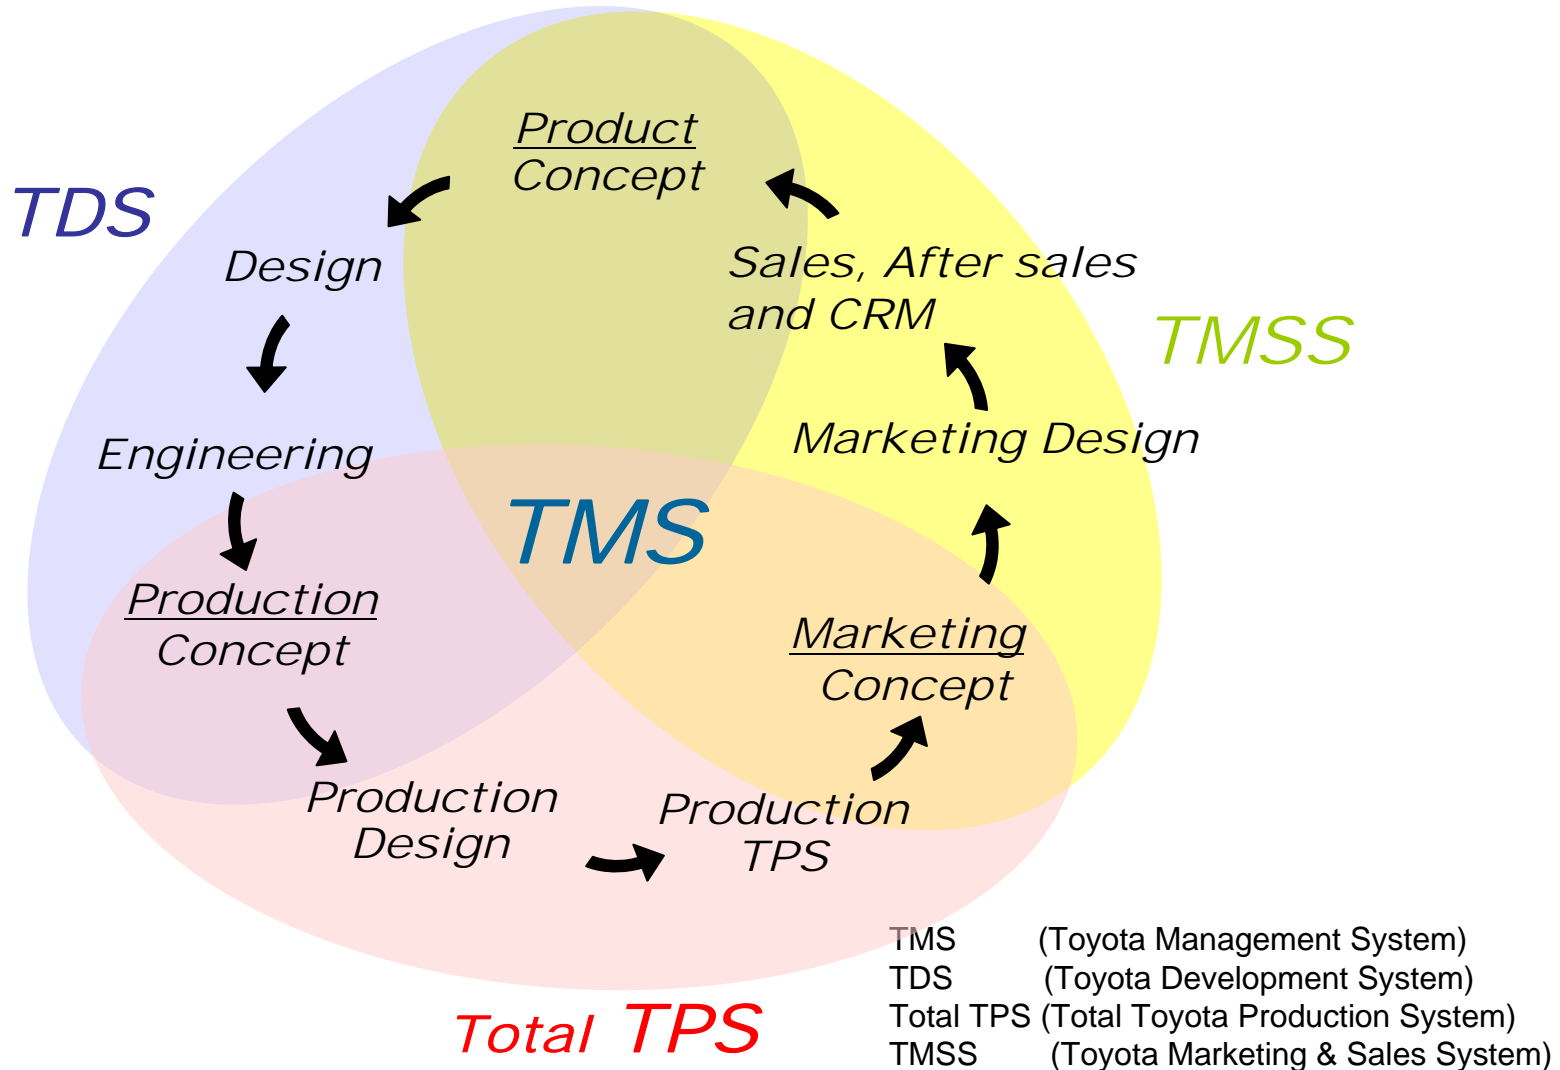 Product
Concept
TDS
Design
Sales, After sales
and CRM
TMSS
Engineering
Marketing Design
TMS
Production
Concept
Marketing
Concept
Production
Design
Production
TPS
Total TPS
TMS (Toyota Management System)
TDS (Toyota Development System)
Total TPS (Total Toyota Production System)
TMSS (Toyota Marketing & Sales System)